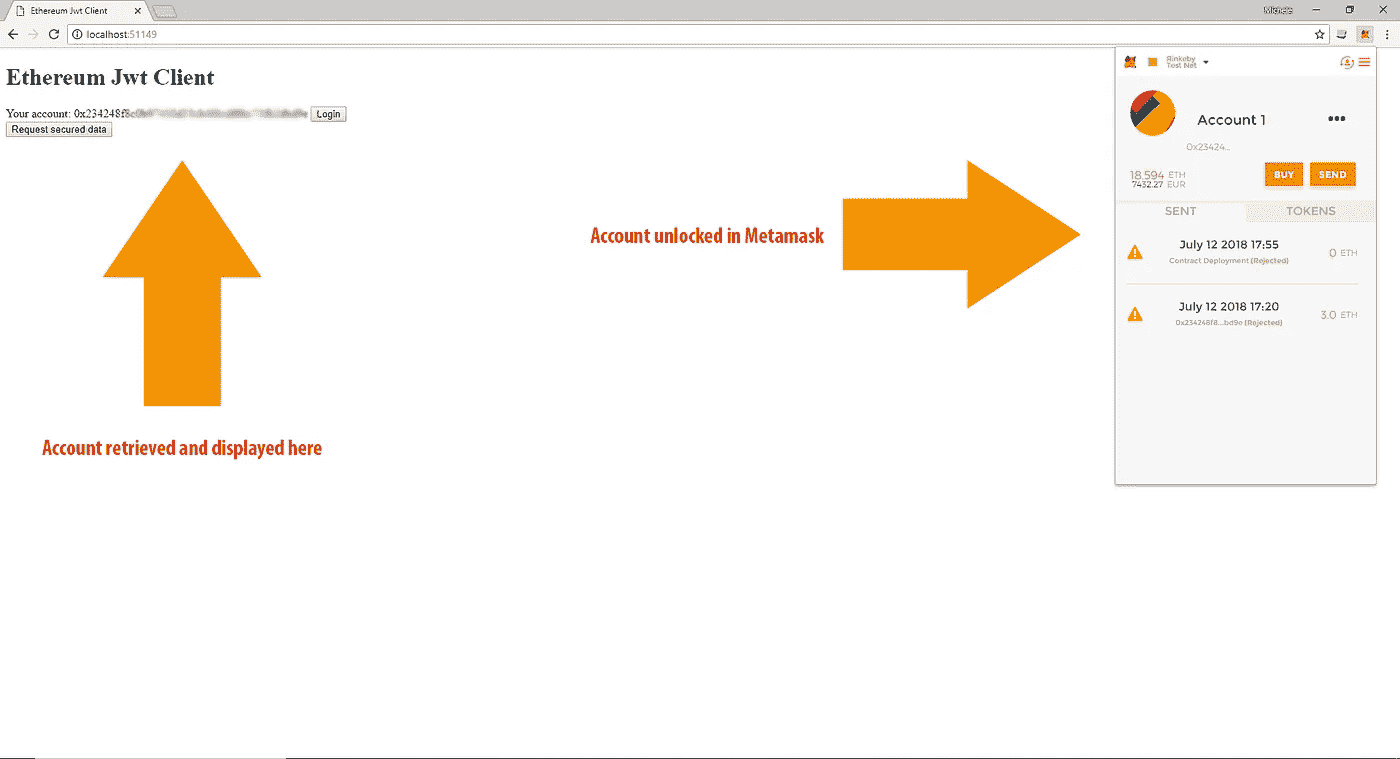 Ethereum Jwt Client
Michele
localhost:51149
Ethereum Jwt Client
Your account: 0x234248f8 Login
Request secured data
Account retrieved and displayed here
Account unlocked in Metamask
Rinkeby
Test Net
Account 1
0x23424...
18.594 ETH
7432.27 EUR
BUY SEND
SENT TOKENS
July 12 2018 17:55
Contract Deployment (Rejected)
0 ETH
July 12 2018 17:20
0x234248f8...bd9e (Rejected)
3.0 ETH